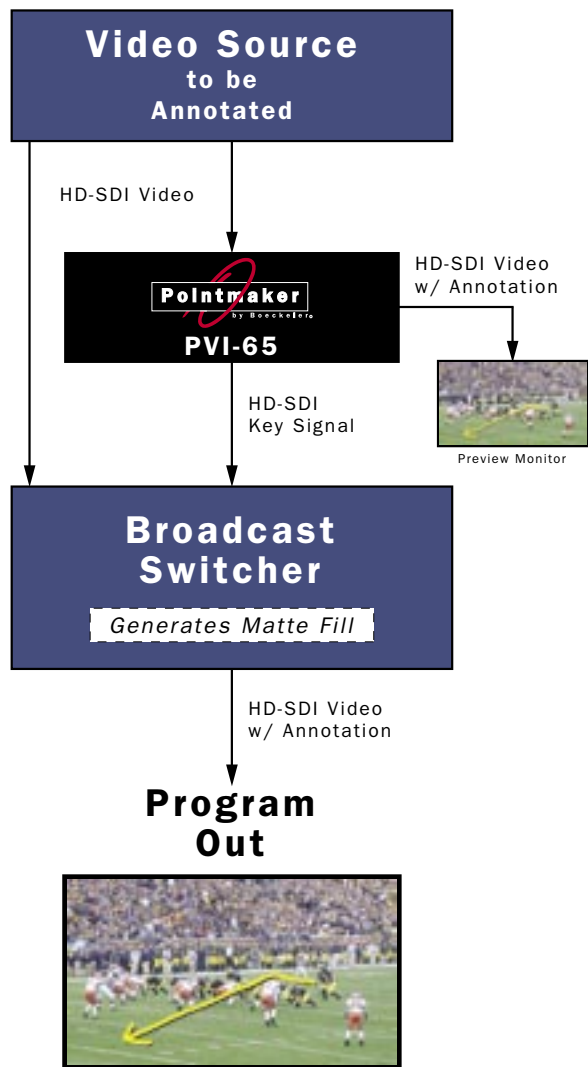 Video Source
to be
Annotated
HD-SDI Video
Pointmaker
by Boeckeler®
PVI-65
HD-SDI Video
w/ Annotation
HD-SDI
Key Signal
Preview Monitor
Broadcast
Switcher
Generates Matte Fill
HD-SDI Video
w/ Annotation
Program
Out